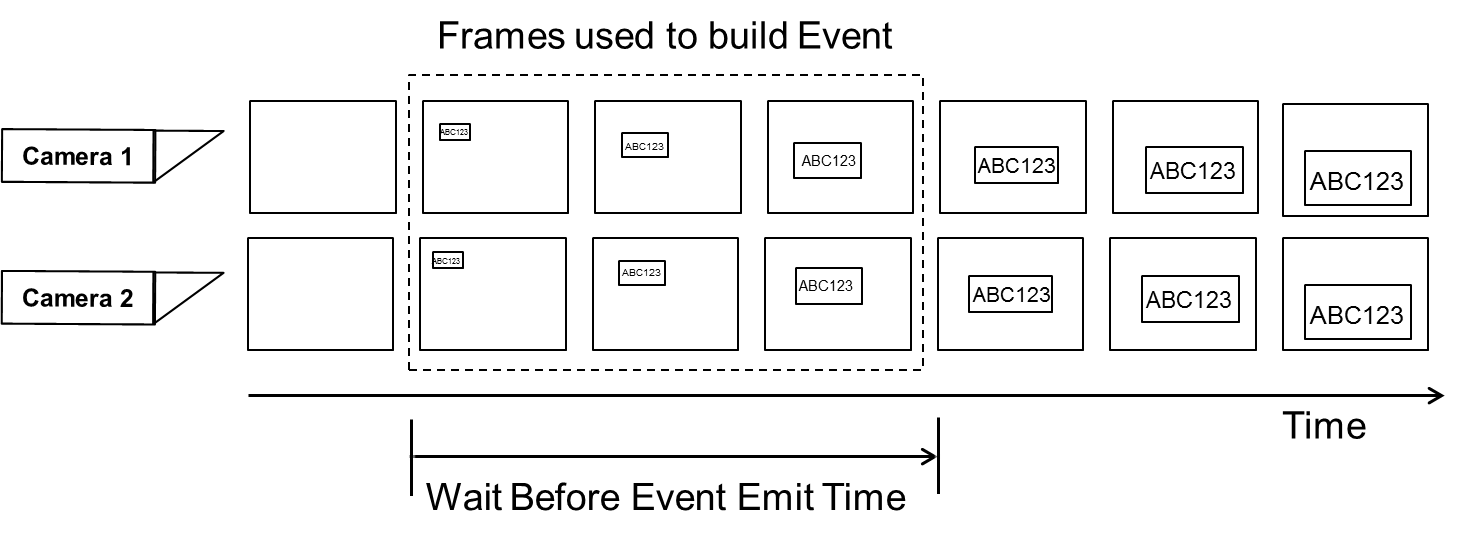 Frames used to build Event
Camera 1
ABC123
ABC123
ABC123
ABC123
ABC123
ABC123
Camera 2
ABC123
ABC123
ABC123
ABC123
ABC123
ABC123
Time
Wait Before Event Emit Time